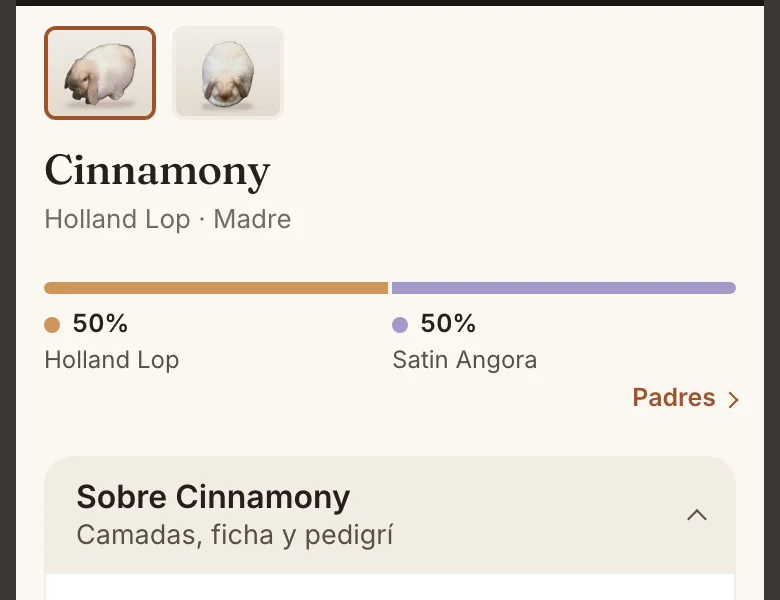 Cinnamony
Holland Lop · Madre
50%
Holland Lop
50%
Satin Angora
Padres
Sobre Cinnamony
Camadas, ficha y pedigrí